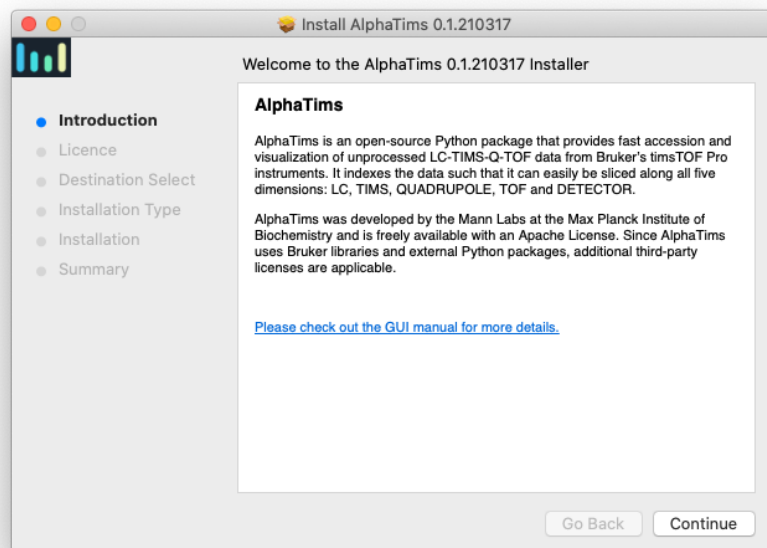 Install AlphaTims 0.1.210317
Welcome to the AlphaTims 0.1.210317 Installer
Introduction
Licence
Destination Select
Installation Type
Installation
Summary
AlphaTims
AlphaTims is an open-source Python package that provides fast accession and
visualization of unprocessed LC-TIMS-Q-TOF data from Bruker's timsTOF Pro
instruments. It indexes the data such that it can easily be sliced along all five
dimensions: LC, TIMS, QUADRUPOLE, TOF and DETECTOR.
AlphaTims was developed by the Mann Labs at the Max Planck Institute of
Biochemistry and is freely available with an Apache License. Since AlphaTims
uses Bruker libraries and external Python packages, additional third-party
licenses are applicable.
Please check out the GUI manual for more details.
Go Back
Continue